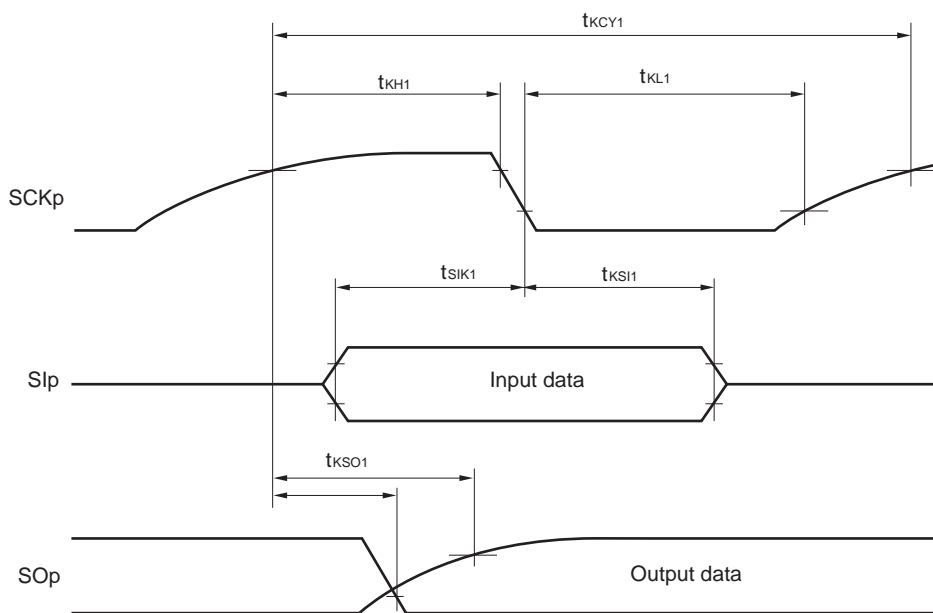 tKCY1
tKH1
tKL1
SCKp
tSIK1
tKSI1
SIp
Input data
tKSO1
SOp
Output data